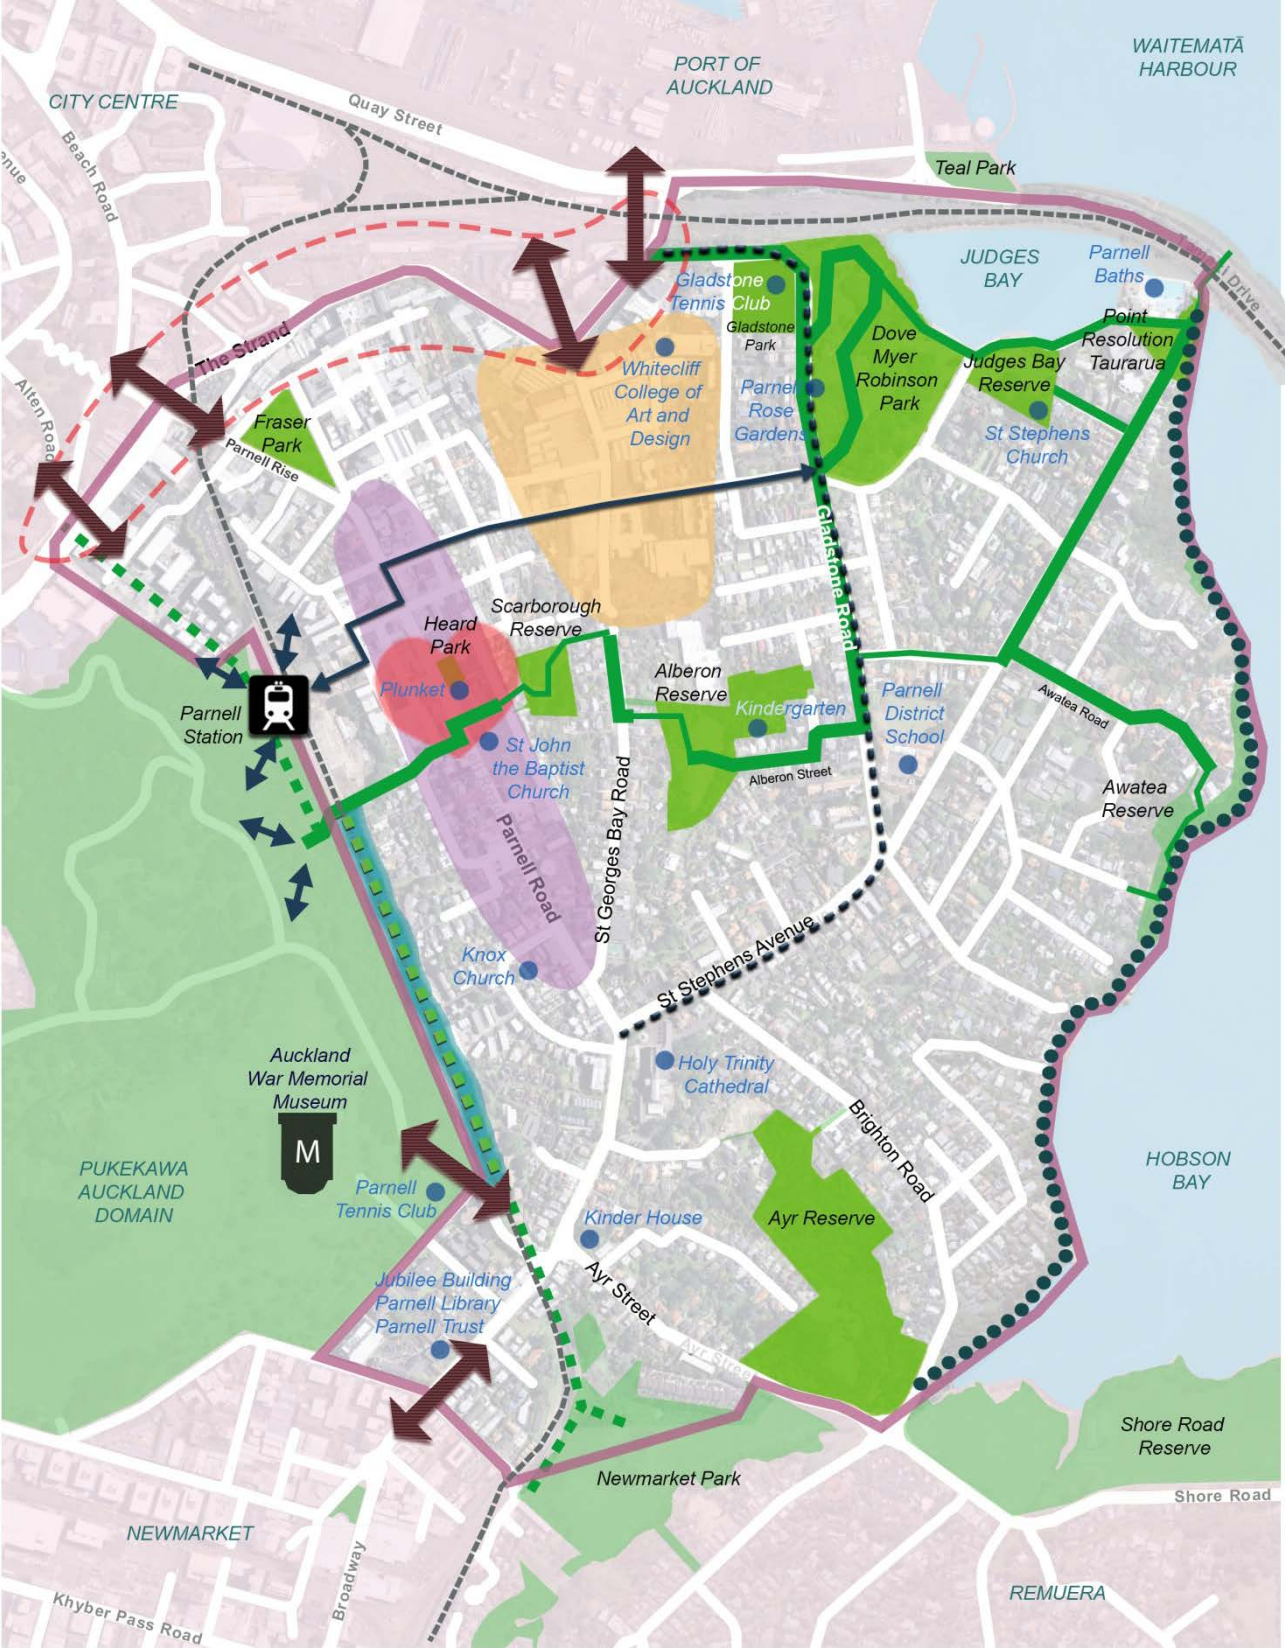 WAITEMATĀ
HARBOUR
PORT OF
AUCKLAND
CITY CENTRE
Quay Street
Beach Road
enue
Teal Park
JUDGES
BAY
Parnell
Baths
Tamaki Drive
Gladstone
Tennis Club
Gladstone
Park
Dove
Myer
Robinson
Park
Point
Resolution
Taurarua
Judges Bay
Reserve
St Stephens
Church
The Strand
Whitecliff
College of
Art and
Design
Parnell
Rose
Gardens
Alten Road
Fraser
Park
Parnell Rise
Gladstone Road
Scarborough
Reserve
Heard
Park
Plunket
Alberon
Reserve
Kindergarten
Parnell
District
School
Awatea Road
Parnell
Station
St John
the Baptist
Church
Alberon Street
Awatea
Reserve
Parnell Road
St Georges Bay Road
Knox
Church
St Stephens Avenue
Auckland
War Memorial
Museum
M
Holy Trinity
Cathedral
Brighton Road
PUKEKAWA
AUCKLAND
DOMAIN
HOBSON
BAY
Parnell
Tennis Club
Kinder House
Ayr Reserve
Jubilee Building
Parnell Library
Parnell Trust
Ayr Street
Ayr Street
Shore Road
Reserve
Newmarket Park
Shore Road
NEWMARKET
Broadway
REMUERA
Khyber Pass Road